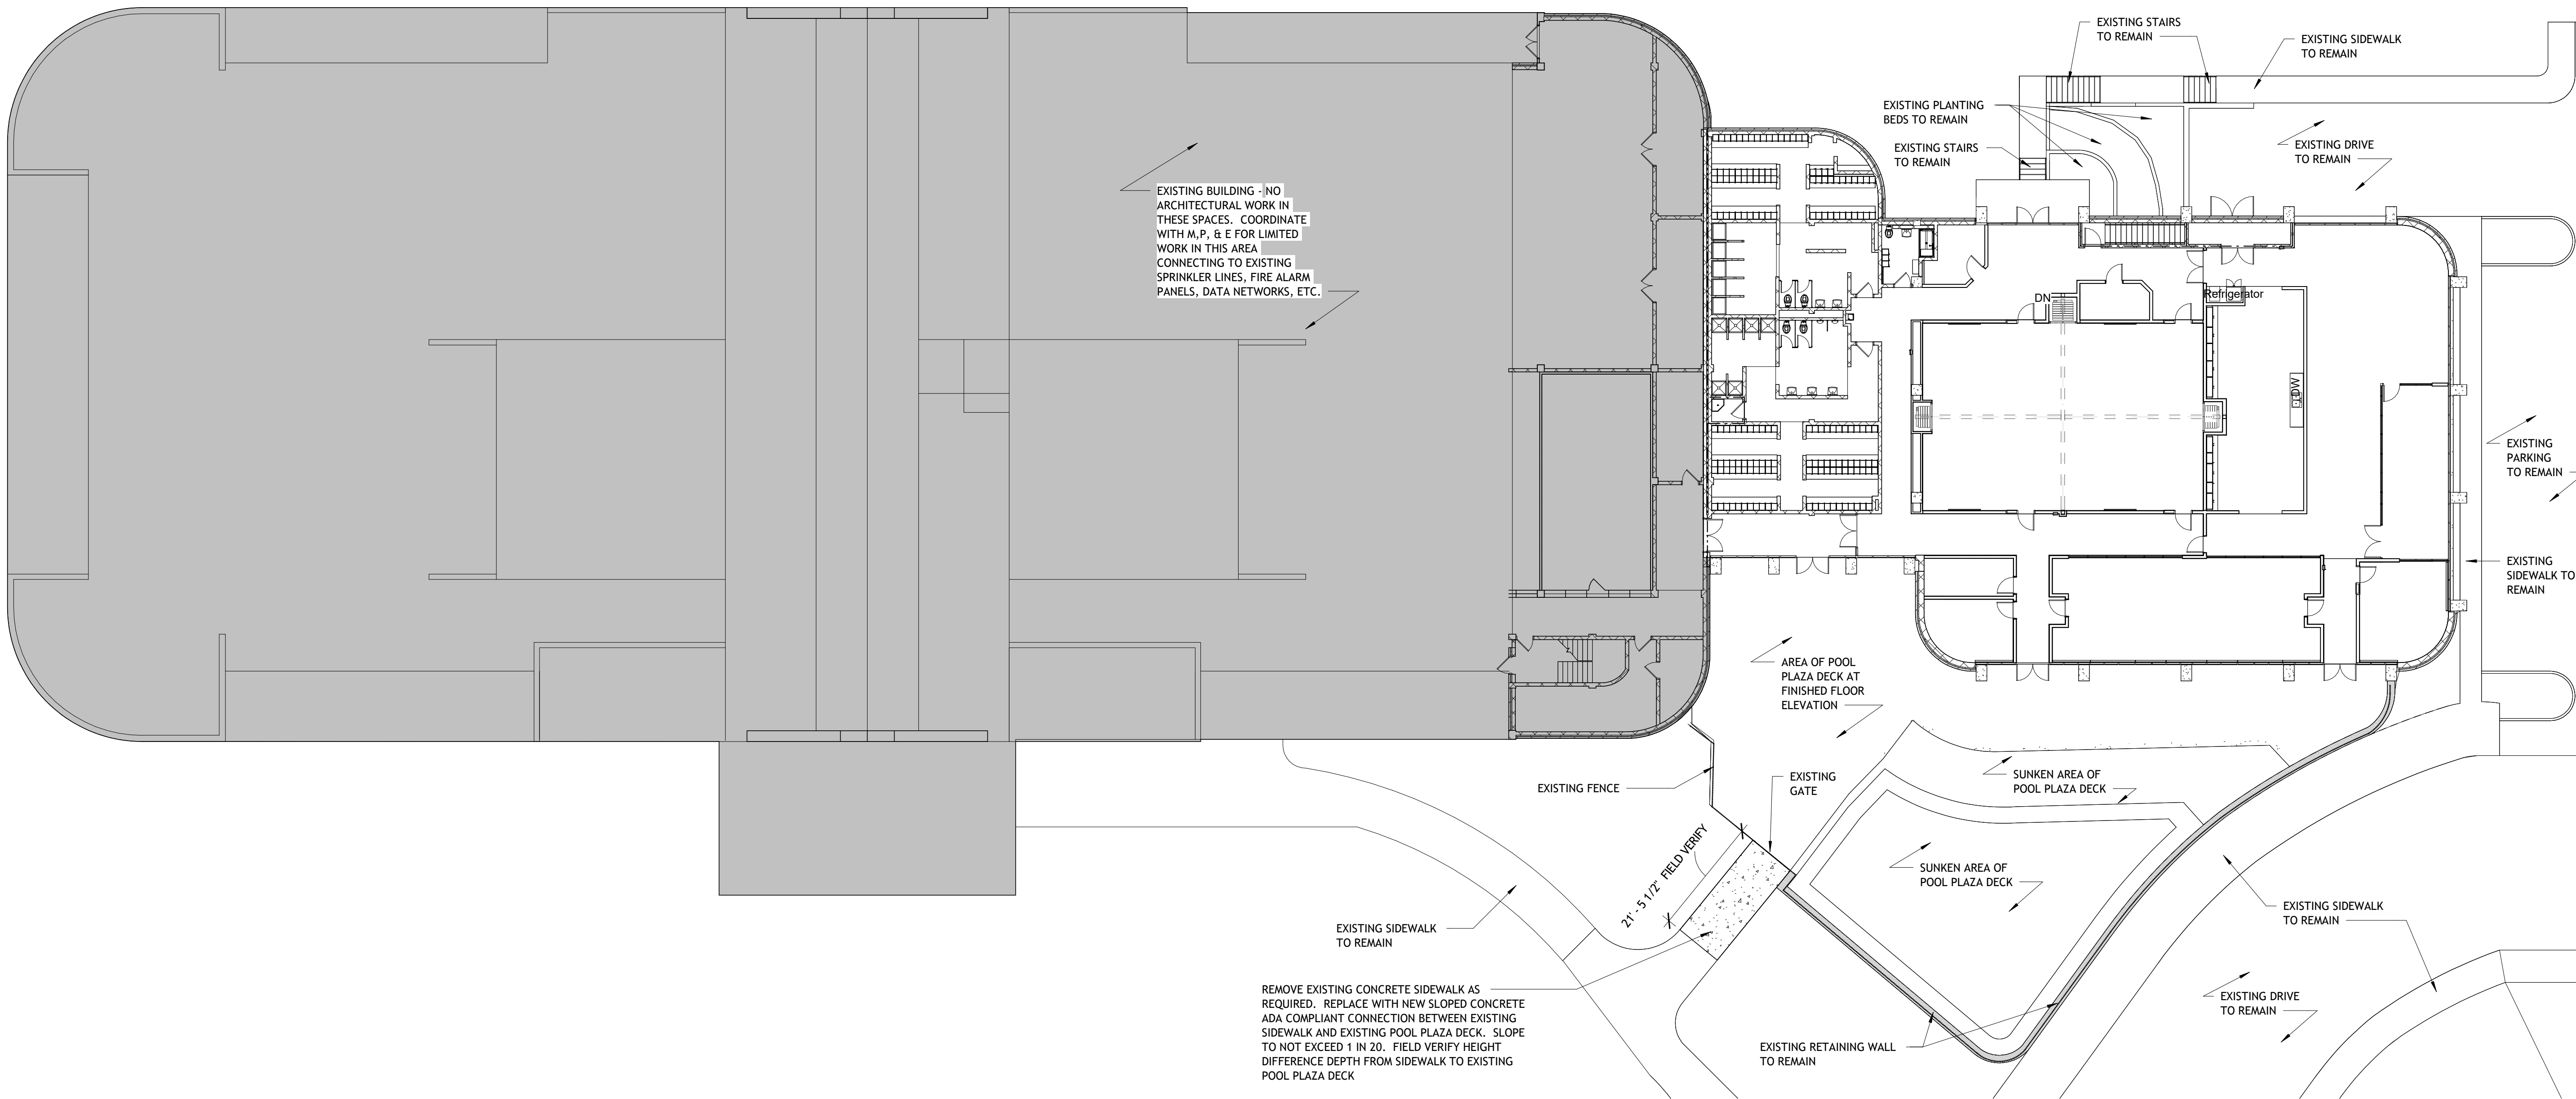 EXISTING STAIRS
TO REMAIN
EXISTING SIDEWALK
TO REMAIN
EXISTING PLANTING
BEDS TO REMAIN
EXISTING STAIRS
TO REMAIN
EXISTING DRIVE
TO REMAIN
EXISTING BUILDING - NO
ARCHITECTURAL WORK IN
THESE SPACES. COORDINATE
WITH M,P, & E FOR LIMITED
WORK IN THIS AREA
CONNECTING TO EXISTING
SPRINKLER LINES, FIRE ALARM
PANELS, DATA NETWORKS, ETC.
DN
Refrigerator
DW
EXISTING
PARKING
TO REMAIN
EXISTING
SIDEWALK TO
REMAIN
AREA OF POOL
PLAZA DECK AT
FINISHED FLOOR
ELEVATION
EXISTING FENCE
EXISTING
GATE
SUNKEN AREA OF
POOL PLAZA DECK
21' - 5 1/2" FIELD VERIFY
SUNKEN AREA OF
POOL PLAZA DECK
EXISTING SIDEWALK
TO REMAIN
EXISTING SIDEWALK
TO REMAIN
REMOVE EXISTING CONCRETE SIDEWALK AS
REQUIRED. REPLACE WITH NEW SLOPED CONCRETE
ADA COMPLIANT CONNECTION BETWEEN EXISTING
SIDEWALK AND EXISTING POOL PLAZA DECK. SLOPE
TO NOT EXCEED 1 IN 20. FIELD VERIFY HEIGHT
DIFFERENCE DEPTH FROM SIDEWALK TO EXISTING
POOL PLAZA DECK
EXISTING DRIVE
TO REMAIN
EXISTING RETAINING WALL
TO REMAIN